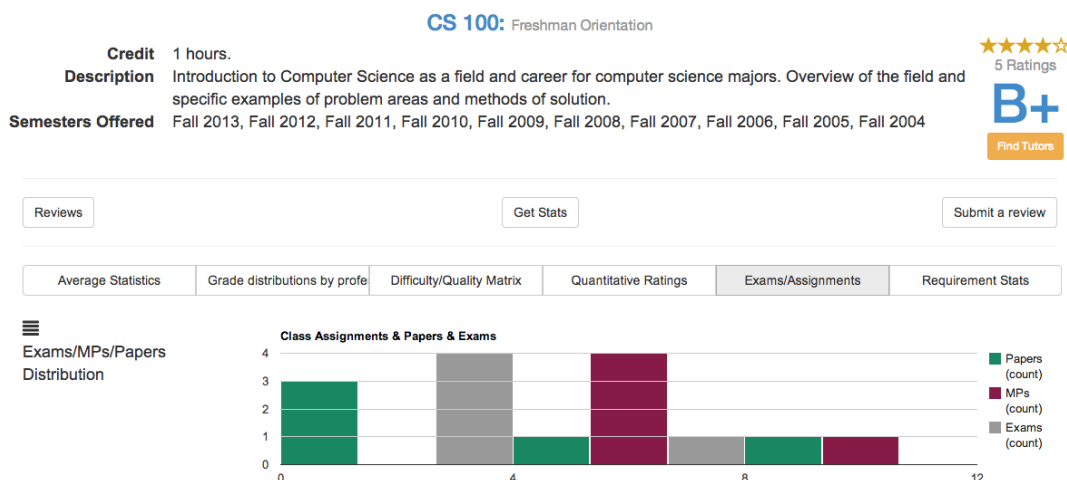 CS 100: Freshman Orientation
Credit 1 hours.
Description Introduction to Computer Science as a field and career for computer science majors. Overview of the field and
specific examples of problem areas and methods of solution.
Semesters Offered Fall 2013, Fall 2012, Fall 2011, Fall 2010, Fall 2009, Fall 2008, Fall 2007, Fall 2006, Fall 2005, Fall 2004
5 Ratings
B+
Find Tutors
Reviews Get Stats Submit a review
Average Statistics Grade distributions by profe Difficulty/Quality Matrix Quantitative Ratings Exams/Assignments Requirement Stats
Exams/MPs/Papers
Distribution
Class Assignments & Papers & Exams
4
3
2
1
0
0 4 8 12
Papers
(count)
MPs
(count)
Exams
(count)